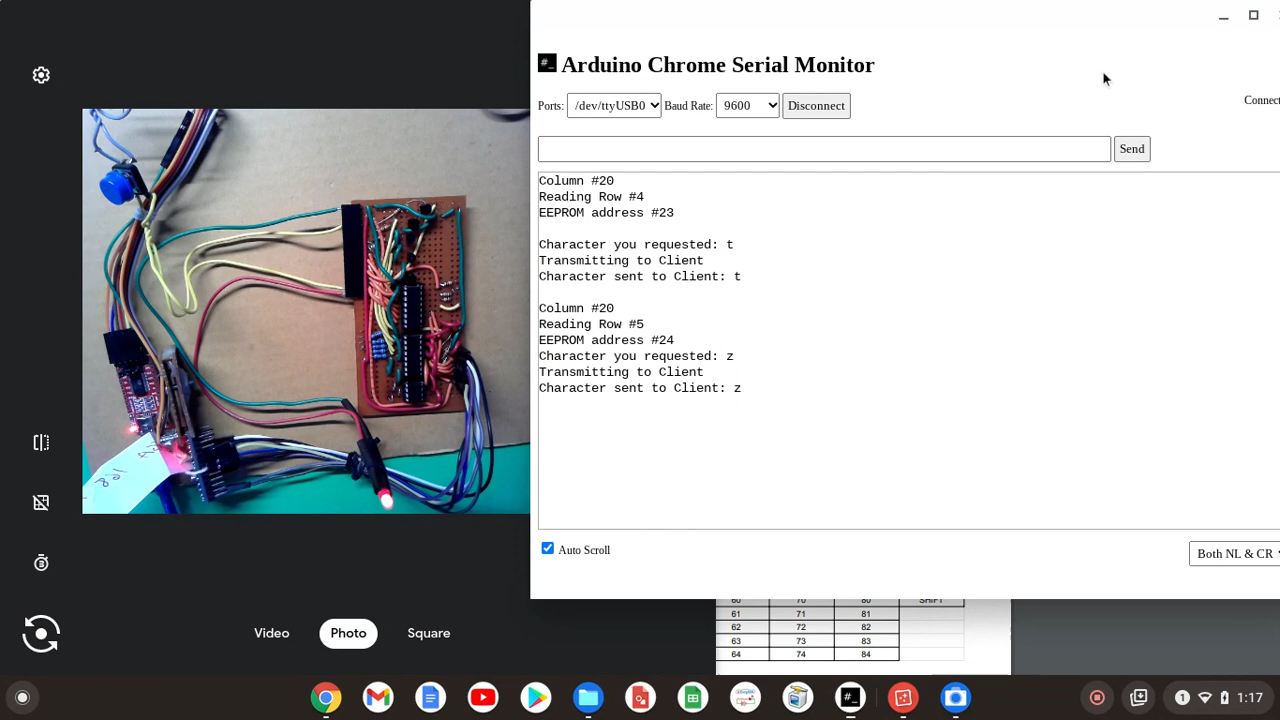 Arduino Chrome Serial Monitor
Ports: /dev/ttyUSB0 Baud Rate: 9600 Disconnect
Connect
Send
Column #20
Reading Row #4
EEPROM address #23
Character you requested: t
Transmitting to Client
Character sent to Client: t
Column #20
Reading Row #5
EEPROM address #24
Character you requested: z
Transmitting to Client
Character sent to Client: z
Auto Scroll
Both NL & CR
60 70 80 SHIFT
61 71 81
62 72 82
63 73 83
64 74 84
Video Photo Square
1 1:17